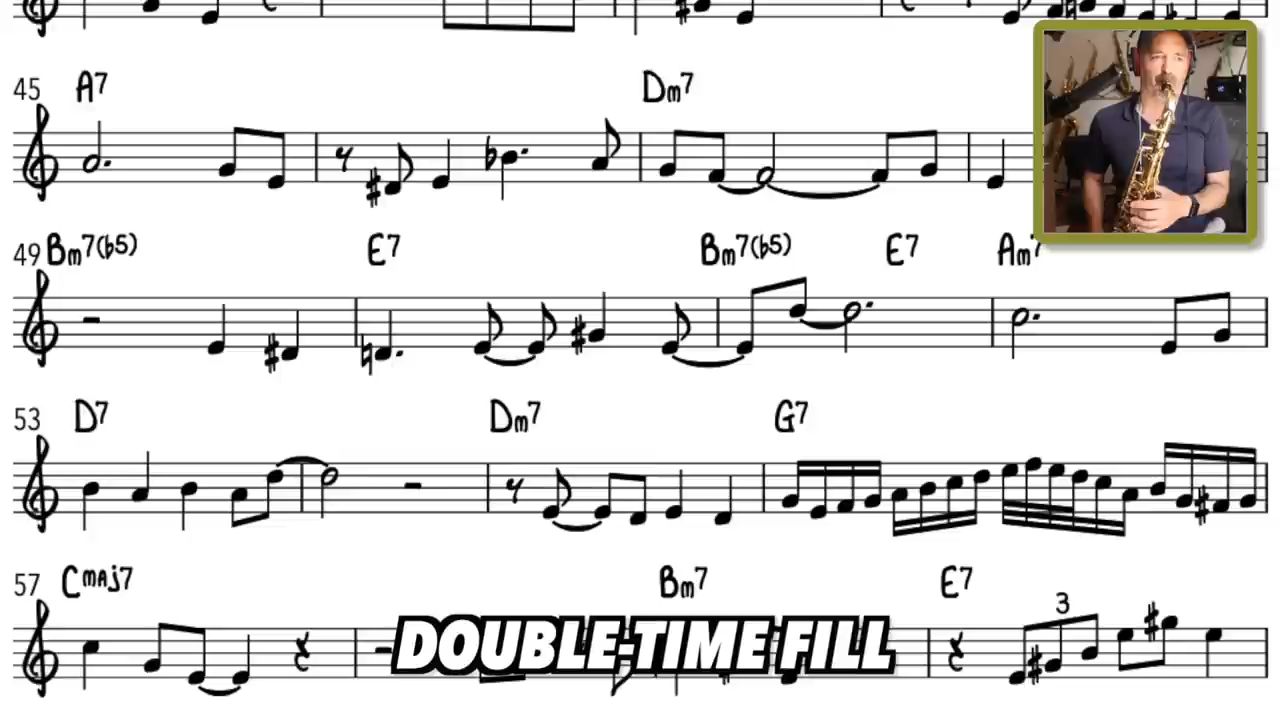 45 A7 Dm7
49 Bm7(b5) E7 Bm7(b5) E7 Am7
53 D7 Dm7 G7
57 Cmaj7 Bm7 E7
3
DOUBLE-TIME FILL